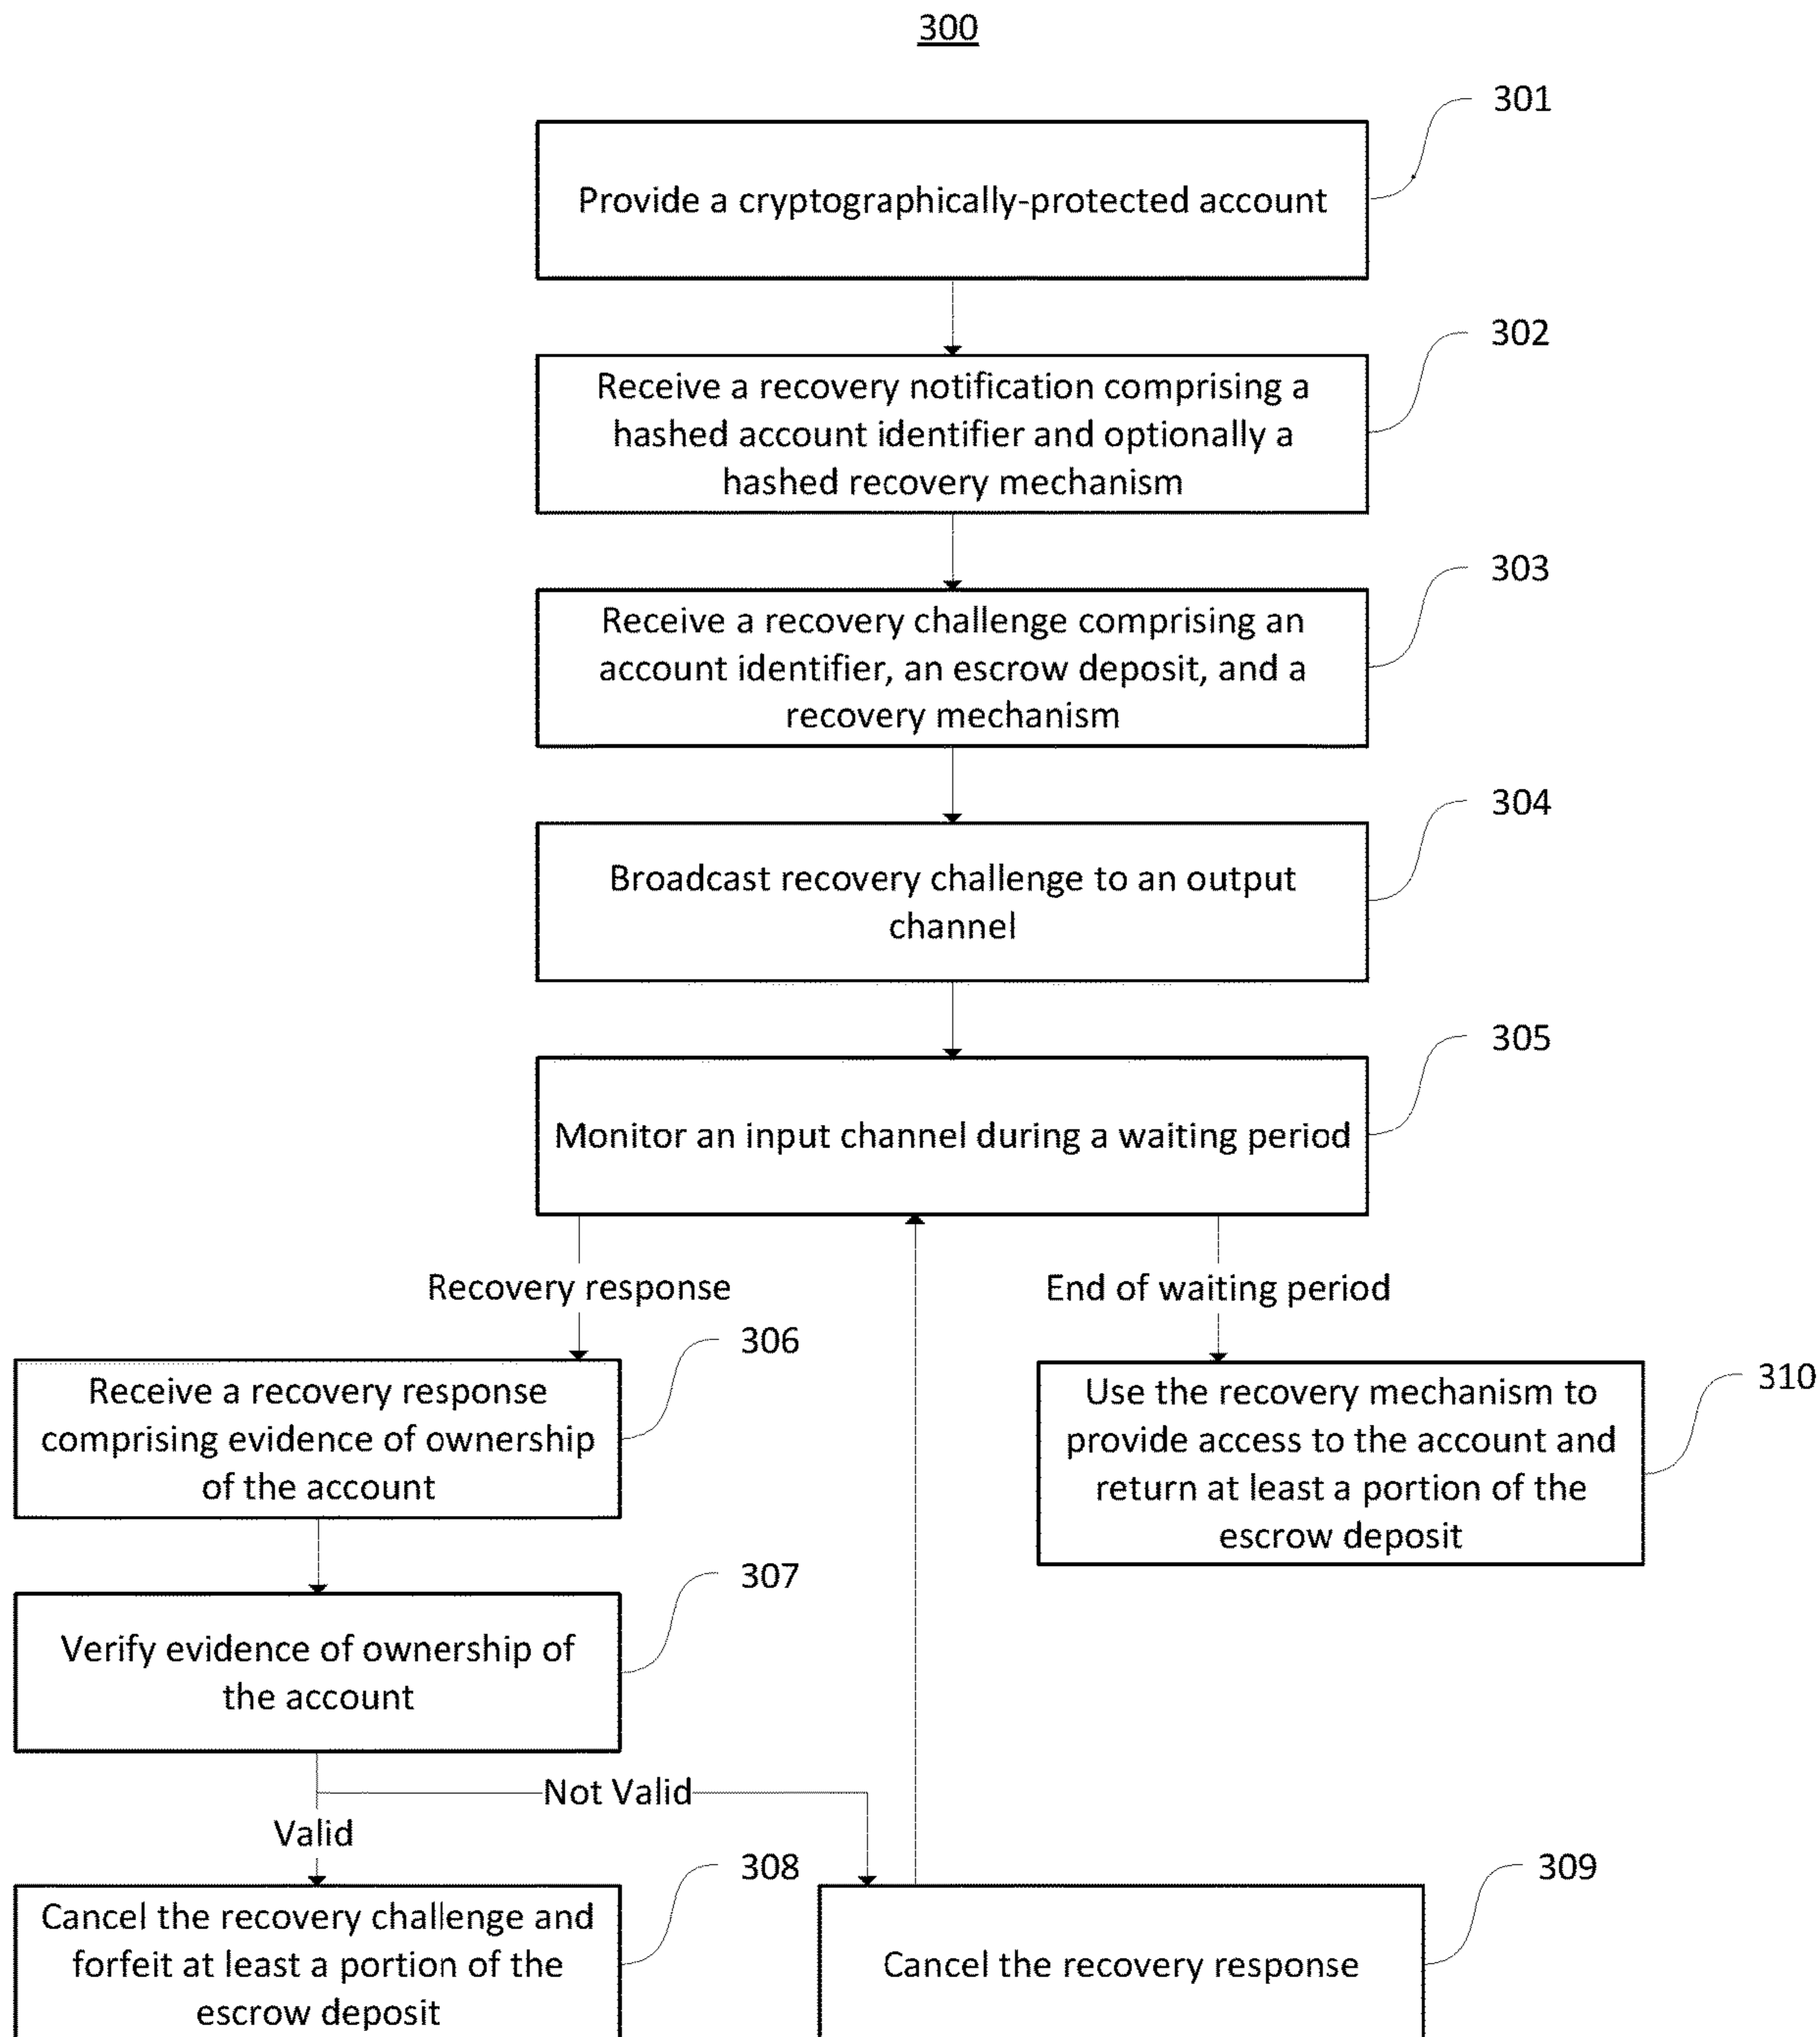 300
301
Provide a cryptographically-protected account
302
Receive a recovery notification comprising a
hashed account identifier and optionally a
hashed recovery mechanism
303
Receive a recovery challenge comprising an
account identifier, an escrow deposit, and a
recovery mechanism
304
Broadcast recovery challenge to an output
channel
305
Monitor an input channel during a waiting period
Recovery response
End of waiting period
306
Receive a recovery response
comprising evidence of ownership
of the account
310
Use the recovery mechanism to
provide access to the account and
return at least a portion of the
escrow deposit
307
Verify evidence of ownership of
the account
Not Valid
Valid
308
Cancel the recovery challenge and
forfeit at least a portion of the
escrow deposit
309
Cancel the recovery response